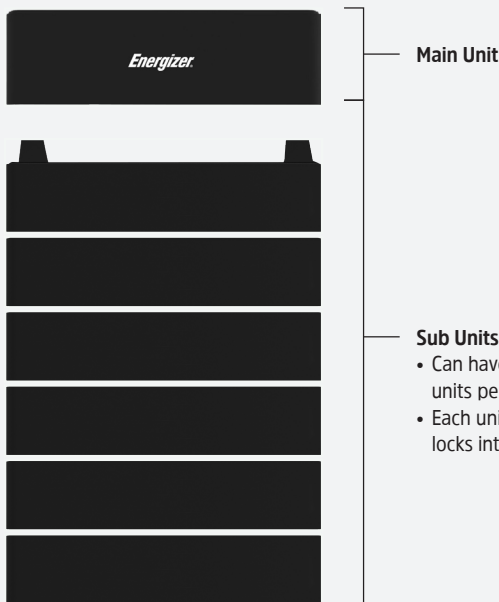 Energizer.
Main Unit
Sub Units
• Can have
units pe
• Each uni
locks int